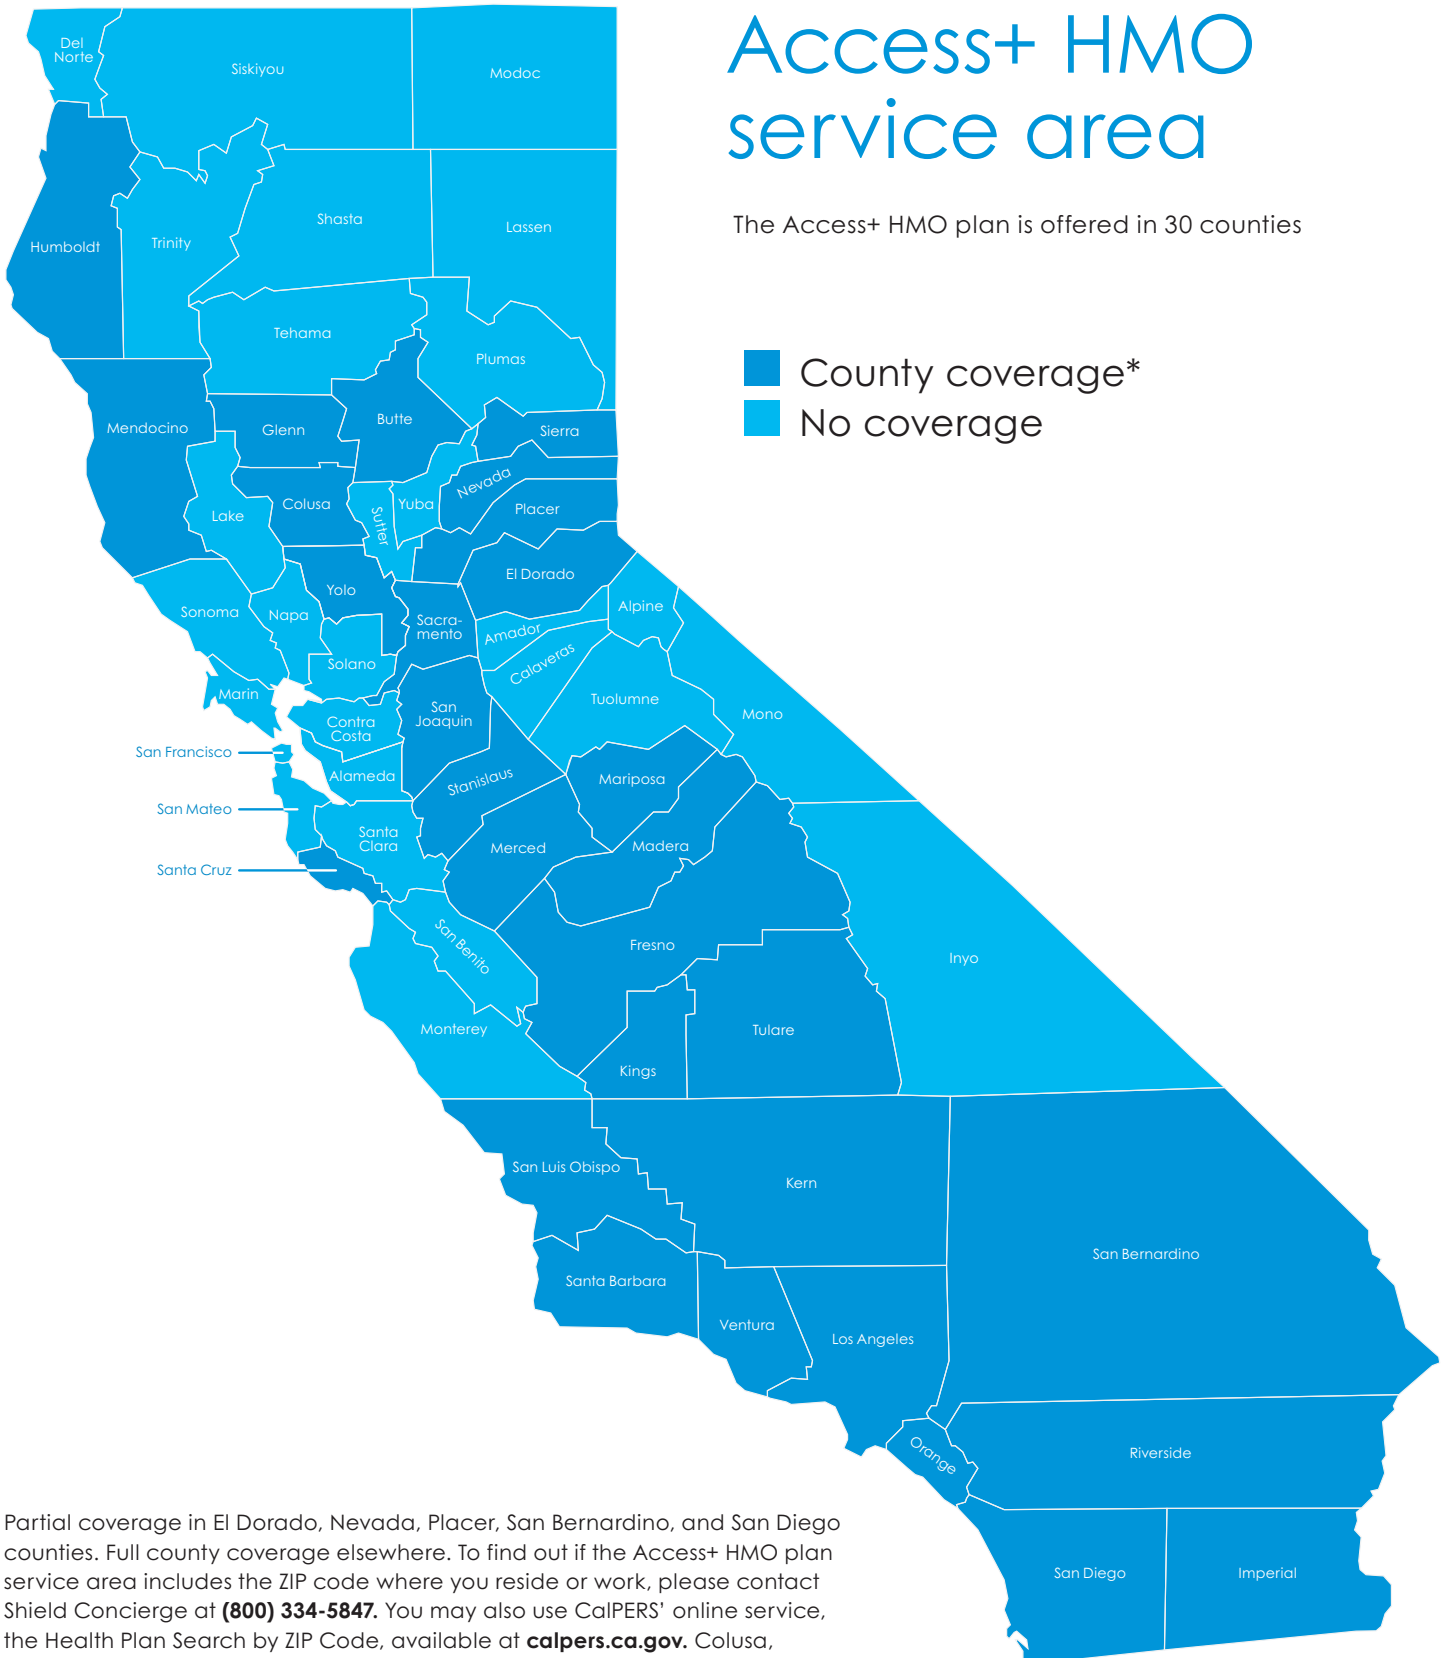 Access+ HMO
service area
The Access+ HMO plan is offered in 30 counties
County coverage*
No coverage
Del
Norte
Siskiyou
Modoc
Humboldt
Trinity
Shasta
Lassen
Tehama
Plumas
Mendocino
Glenn
Butte
Sierra
Nevada
Colusa
Lake
Sutter
Yuba
Placer
El Dorado
Yolo
Sonoma
Napa
Sacra-
mento
Amador
Alpine
Calaveras
Solano
Marin
Contra
Costa
San
Joaquin
Tuolumne
Mono
San Francisco
Alameda
Stanislaus
Mariposa
San Mateo
Santa
Clara
Merced
Madera
Santa Cruz
San Benito
Fresno
Inyo
Monterey
Tulare
Kings
San Luis Obispo
Kern
San Bernardino
Santa Barbara
Ventura
Los Angeles
Orange
Riverside
San Diego
Imperial
Partial coverage in El Dorado, Nevada, Placer, San Bernardino, and San Diego
counties. Full county coverage elsewhere. To find out if the Access+ HMO plan
service area includes the ZIP code where you reside or work, please contact
Shield Concierge at (800) 334-5847. You may also use CalPERS’ online service,
the Health Plan Search by ZIP Code, available at calpers.ca.gov. Colusa,